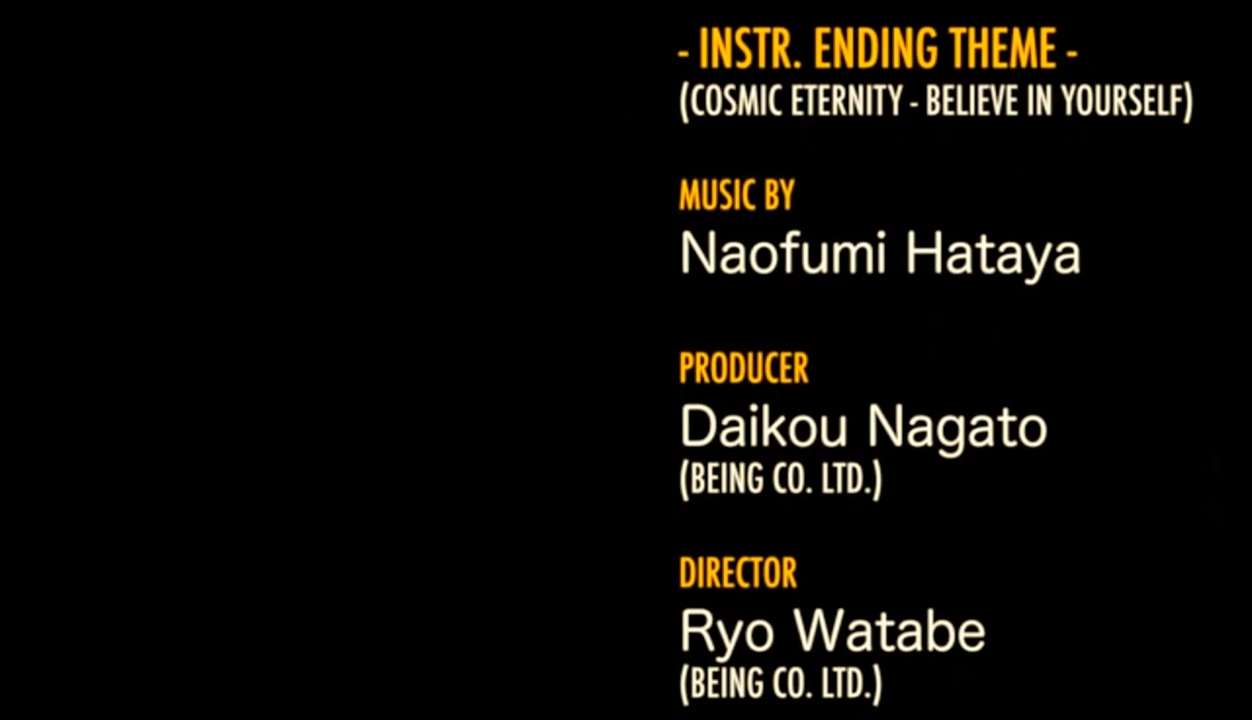 - INSTR. ENDING THEME -
(COSMIC ETERNITY - BELIEVE IN YOURSELF)
MUSIC BY
Naofumi Hataya
PRODUCER
Daikou Nagato
(BEING CO. LTD.)
DIRECTOR
Ryo Watabe
(BEING CO. LTD.)